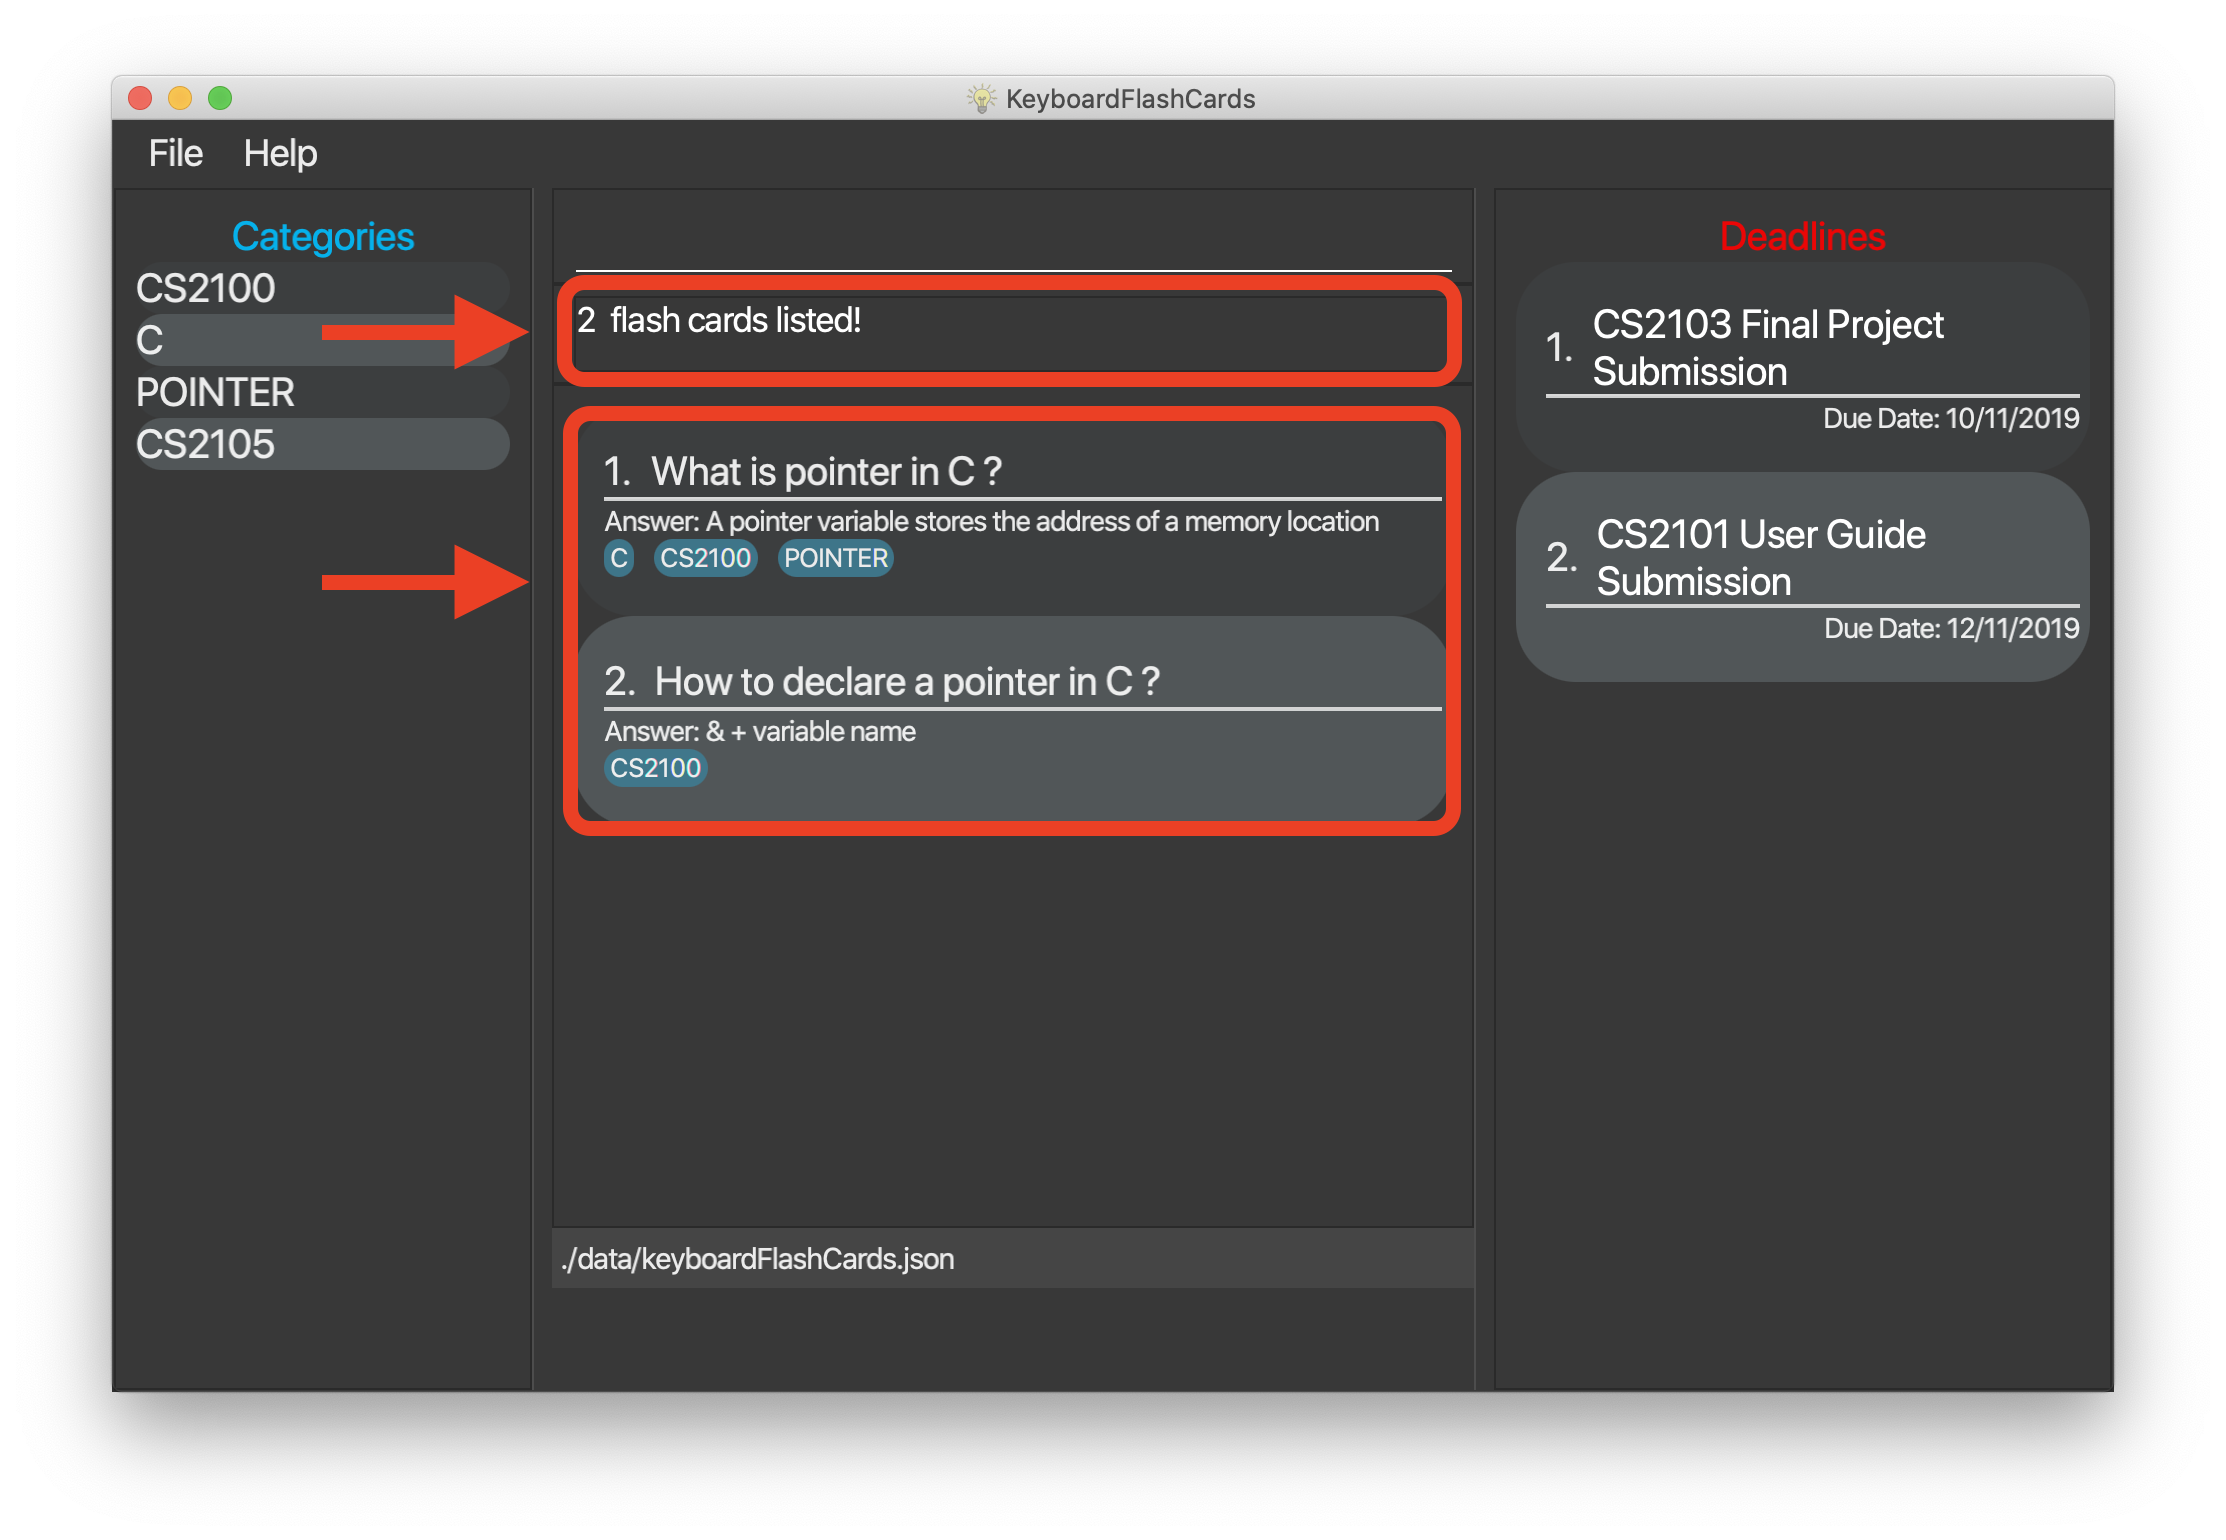 KeyboardFlashCards
File Help
Categories
CS2100
C
POINTER
CS2105
2 flash cards listed!
1. What is pointer in C ?
Answer: A pointer variable stores the address of a memory location
C CS2100 POINTER
2. How to declare a pointer in C ?
Answer: & + variable name
CS2100
./data/keyboardFlashCards.json
Deadlines
1. CS2103 Final Project
Submission
Due Date: 10/11/2019
2. CS2101 User Guide
Submission
Due Date: 12/11/2019